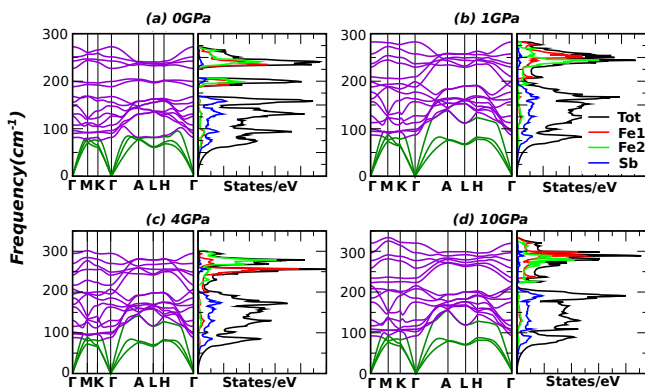 (a) 0GPa
(b) 1GPa
300
200
100
0
Γ M K Γ A L H Γ
States/eV
300
200
100
0
Γ M K Γ A L H Γ
States/eV
Tot
Fe1
Fe2
Sb
Frequency(cm⁻¹)
(c) 4GPa
(d) 10GPa
300
200
100
0
Γ M K Γ A L H Γ
States/eV
300
200
100
0
Γ M K Γ A L H Γ
States/eV